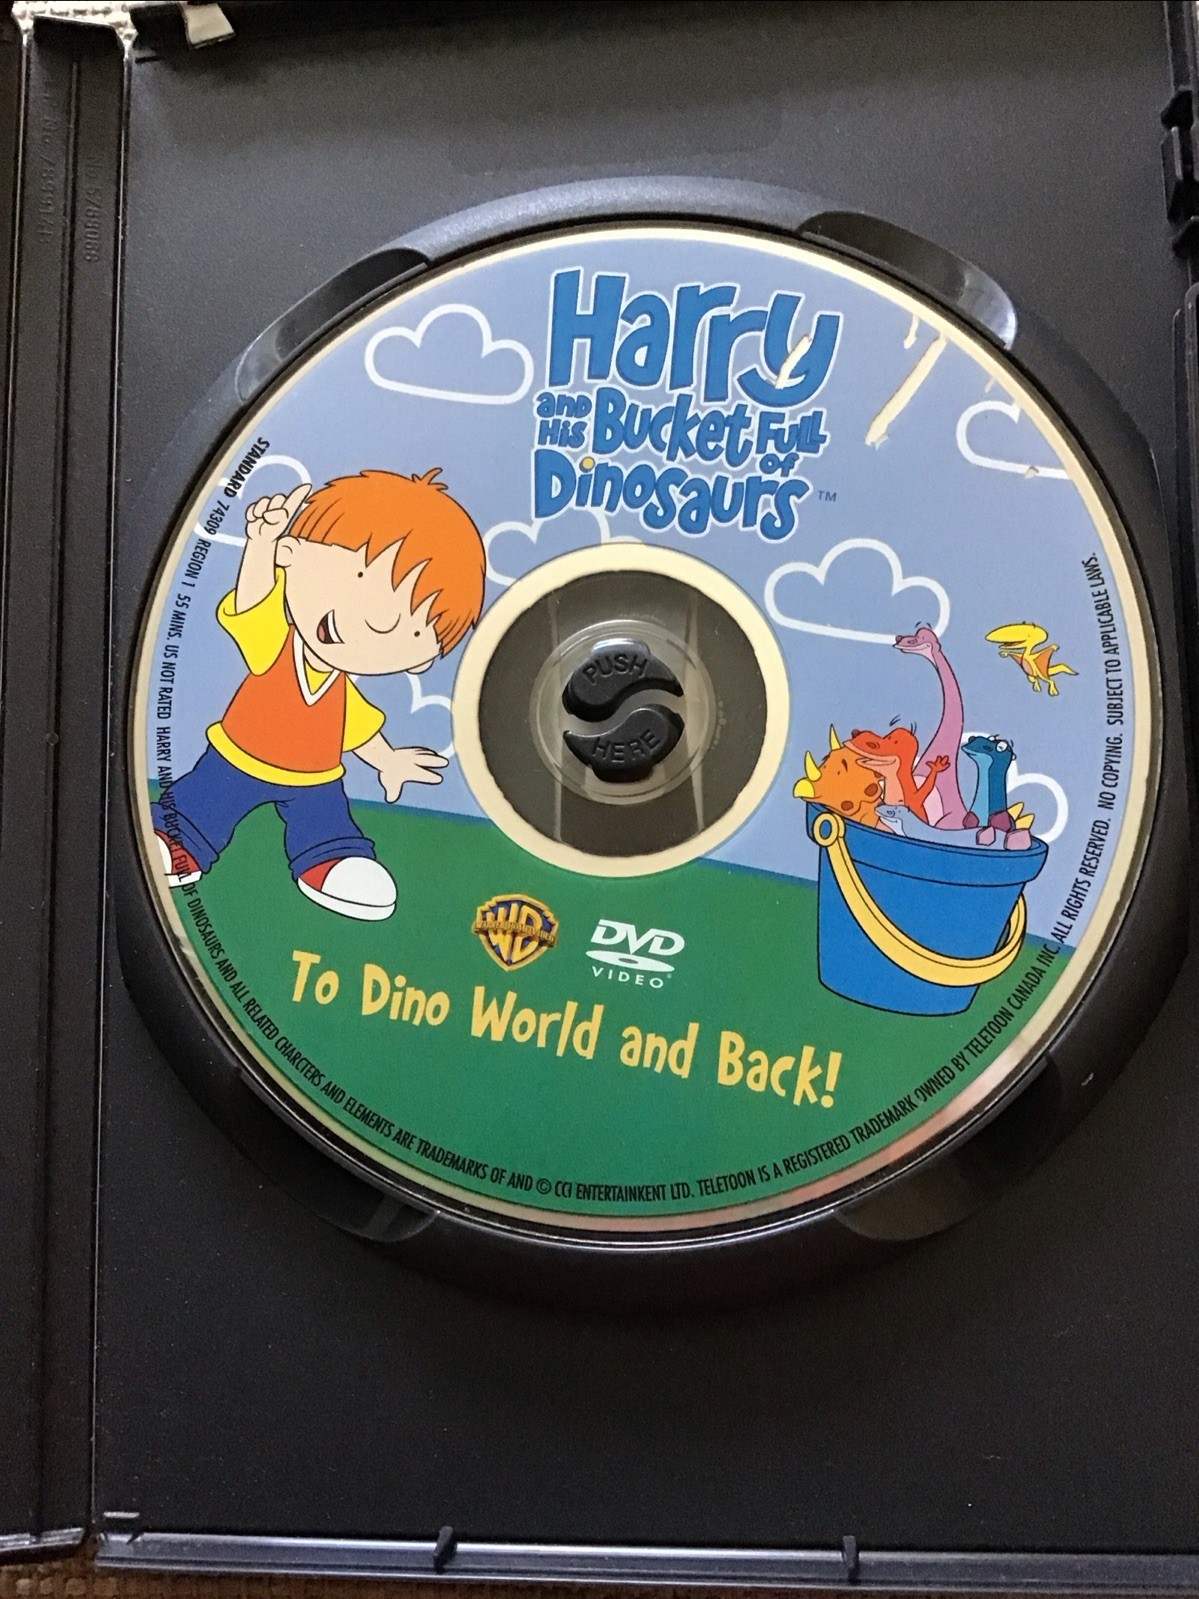 Harry
and His Bucket Full of
Dinosaurs™
PUSH
HERE
DVD
VIDEO
To Dino World and Back!
STANDARD 74309 REGION 1 55 MINS. US NOT RATED HARRY AND HIS BUCKET FULL OF DINOSAURS AND ALL RELATED CHARCTERS AND ELEMENTS ARE TRADEMARKS OF AND © CCI ENTERTAINKENT LTD. TELETOON IS A REGISTERED TRADEMARK OWNED BY TELETOON CANADA INC. ALL RIGHTS RESERVED. NO COPYING. SUBJECT TO APPLICABLE LAWS.